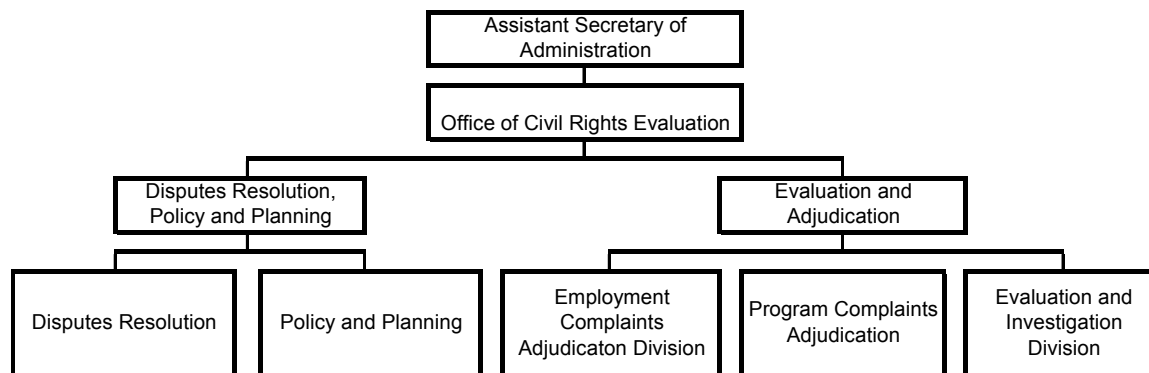 Assistant Secretary of
Administration
Office of Civil Rights Evaluation
Disputes Resolution,
Policy and Planning
Evaluation and
Adjudication
Disputes Resolution
Policy and Planning
Employment
Complaints
Adjudicaton Division
Program Complaints
Adjudication
Evaluation and
Investigation
Division